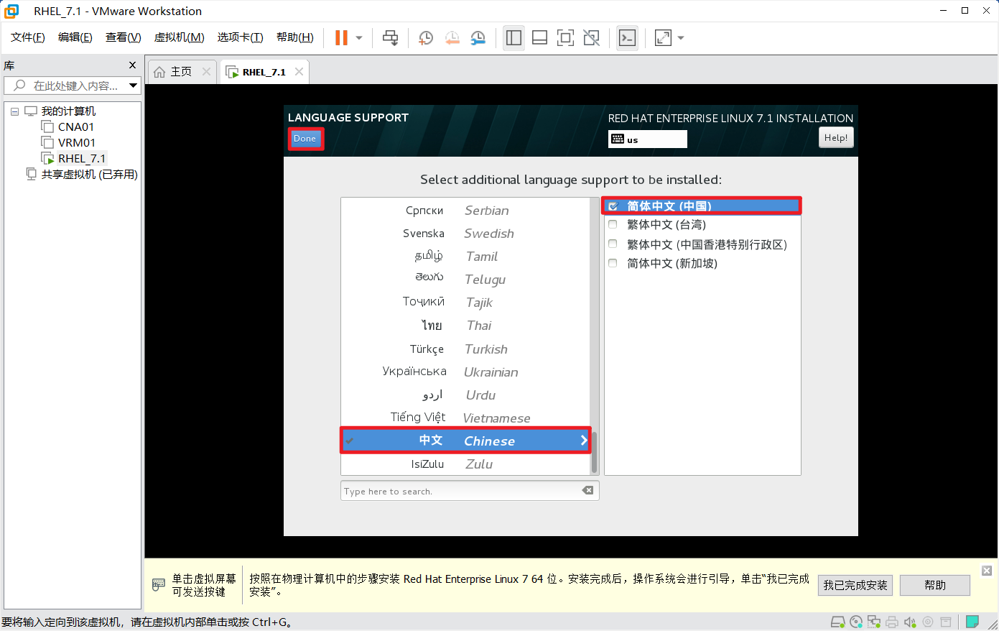 RHEL_7.1 - VMware Workstation
文件(F) 编辑(E) 查看(V) 虚拟机(M) 选项卡(T) 帮助(H)
库
在此处键入内容...
我的计算机
CNA01
VRM01
RHEL_7.1
共享虚拟机 (已弃用)
主页
RHEL_7.1
LANGUAGE SUPPORT
Done
RED HAT ENTERPRISE LINUX 7.1 INSTALLATION
us
Help!
Select additional language support to be installed:
Српски Serbian
Svenska Swedish
தமிழ் Tamil
తెలుగు Telugu
Тоҷикӣ Tajik
ไทย Thai
Türkçe Turkish
Українська Ukrainian
اردو Urdu
Tiếng Việt Vietnamese
中文 Chinese
IsiZulu Zulu
Type here to search.
简体中文 (中国)
繁体中文 (台湾)
繁体中文 (中国香港特别行政区)
简体中文 (新加坡)
单击虚拟屏幕
可发送按键
按照在物理计算机中的步骤安装 Red Hat Enterprise Linux 7 64 位。安装完成后，操作系统会进行引导，单击“我已完成
安装”。
我已完成安装
帮助
要将输入定向到该虚拟机，请在虚拟机内部单击或按 Ctrl+G。